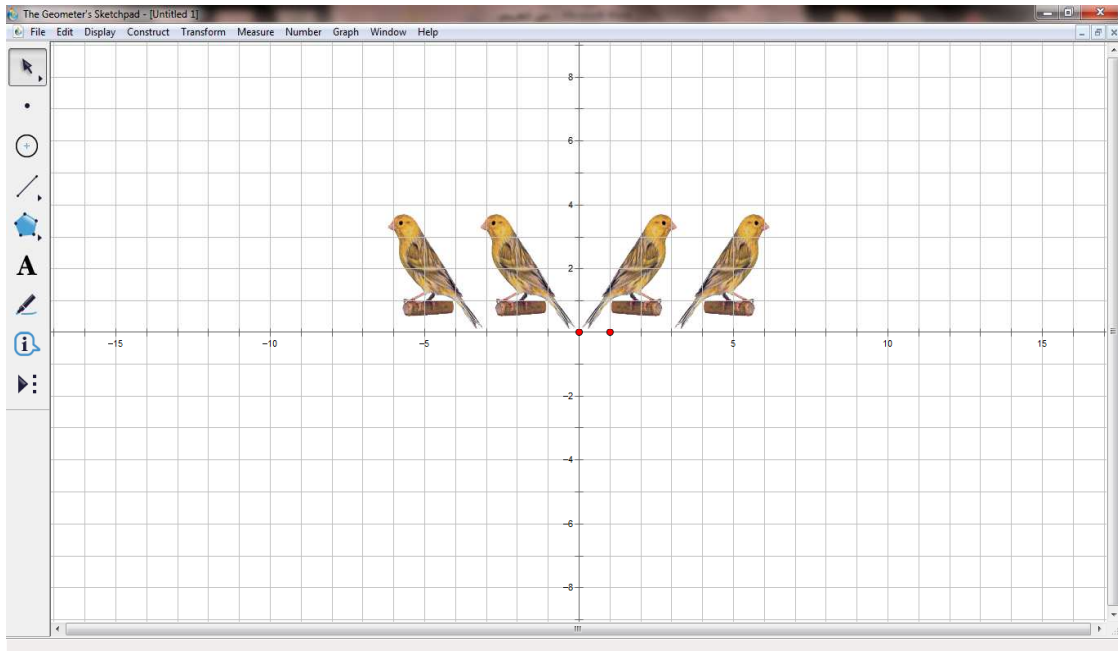 The Geometer's Sketchpad - [Untitled 1]
File Edit Display Construct Transform Measure Number Graph Window Help
A
i
8
6
4
2
-15 -10 -5 5 10 15
-2
-4
-6
-8